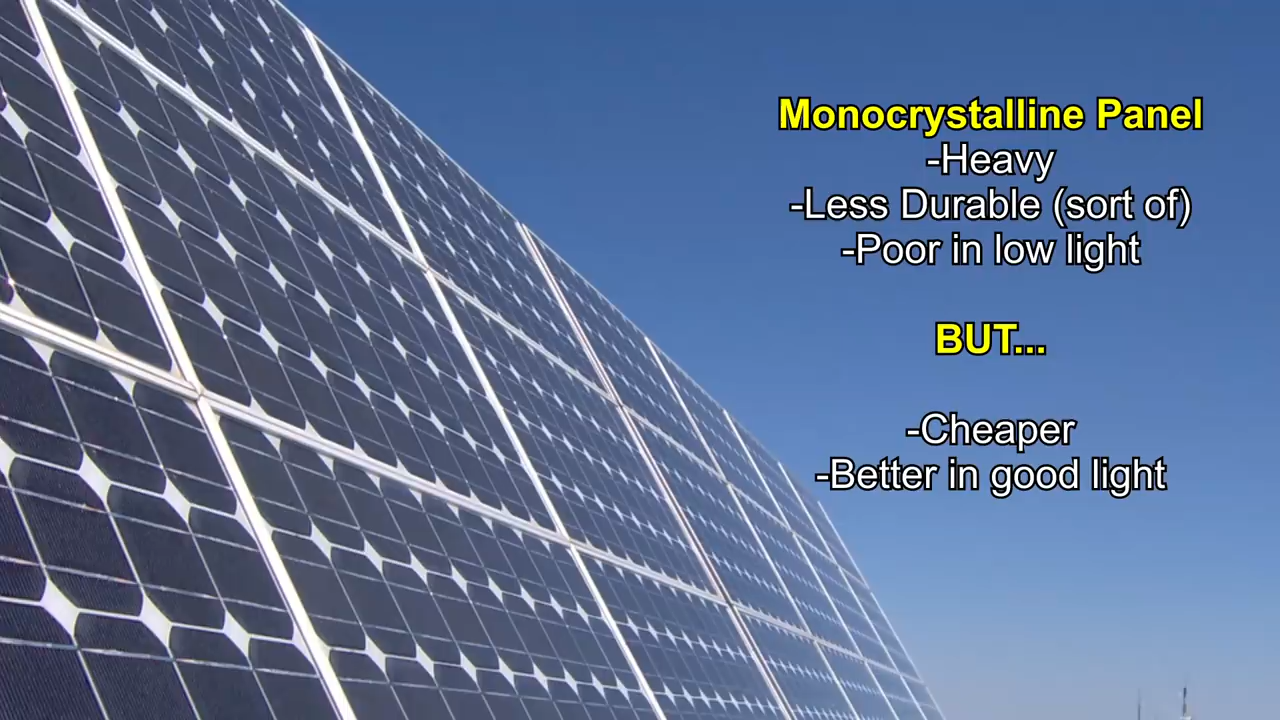 Monocrystalline Panel
-Heavy
-Less Durable (sort of)
-Poor in low light
BUT...
-Cheaper
-Better in good light